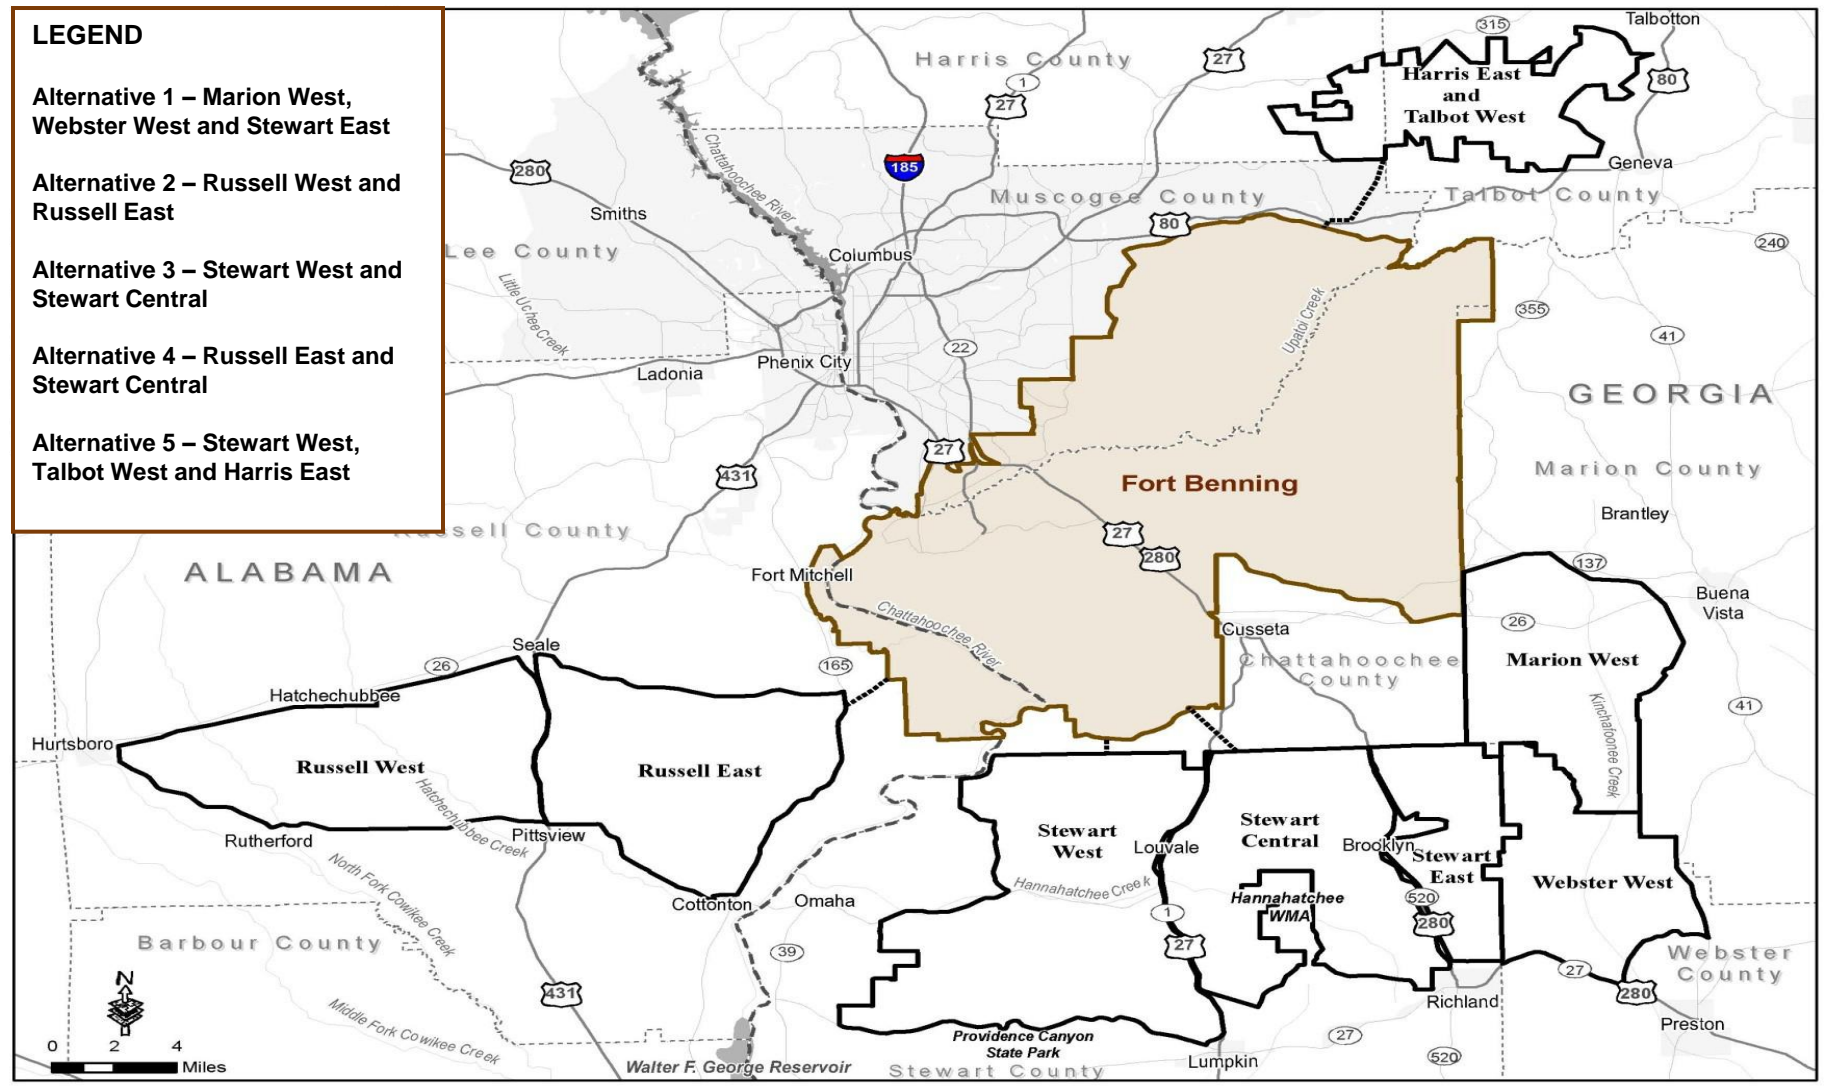 LEGEND
Alternative 1 – Marion West,
Webster West and Stewart East
Alternative 2 – Russell West and
Russell East
Alternative 3 – Stewart West and
Stewart Central
Alternative 4 – Russell East and
Stewart Central
Alternative 5 – Stewart West,
Talbot West and Harris East
Talbotton
315
Harris County
27
80
1
27
Harris East
and
Talbot West
Geneva
Chattahoochee River
185
280
Muscogee County
Talbot County
Smiths
80
240
Lee County
Columbus
Little Uchee Creek
Upatoi Creek
355
41
22
Phenix City
Ladonia
GEORGIA
27
431
Fort Benning
Marion County
Brantley
Russell County
27
280
137
ALABAMA
Fort Mitchell
Buena
Vista
Chattahoochee River
26
Cusseta
Seale
165
26
Chattahoochee
County
Marion West
Hatchechubbee
Kinchafoonee Creek
41
Hurtsboro
Russell West
Russell East
Hatchechubbee Creek
Stewart
West
Stewart
Central
Rutherford
Pittsview
Louvale
Brooklyn
Stewart
East
Webster West
North Fork Cowikee Creek
Hannahatchee Creek
Cottonton
Omaha
Hannahatchee
WMA
520
280
1
27
Barbour County
39
Webster
County
27
280
N
431
Richland
Middle Fork Cowikee Creek
Preston
Providence Canyon
State Park
27
520
0 2 4
Miles
Walter F. George Reservoir
Stewart County
Lumpkin